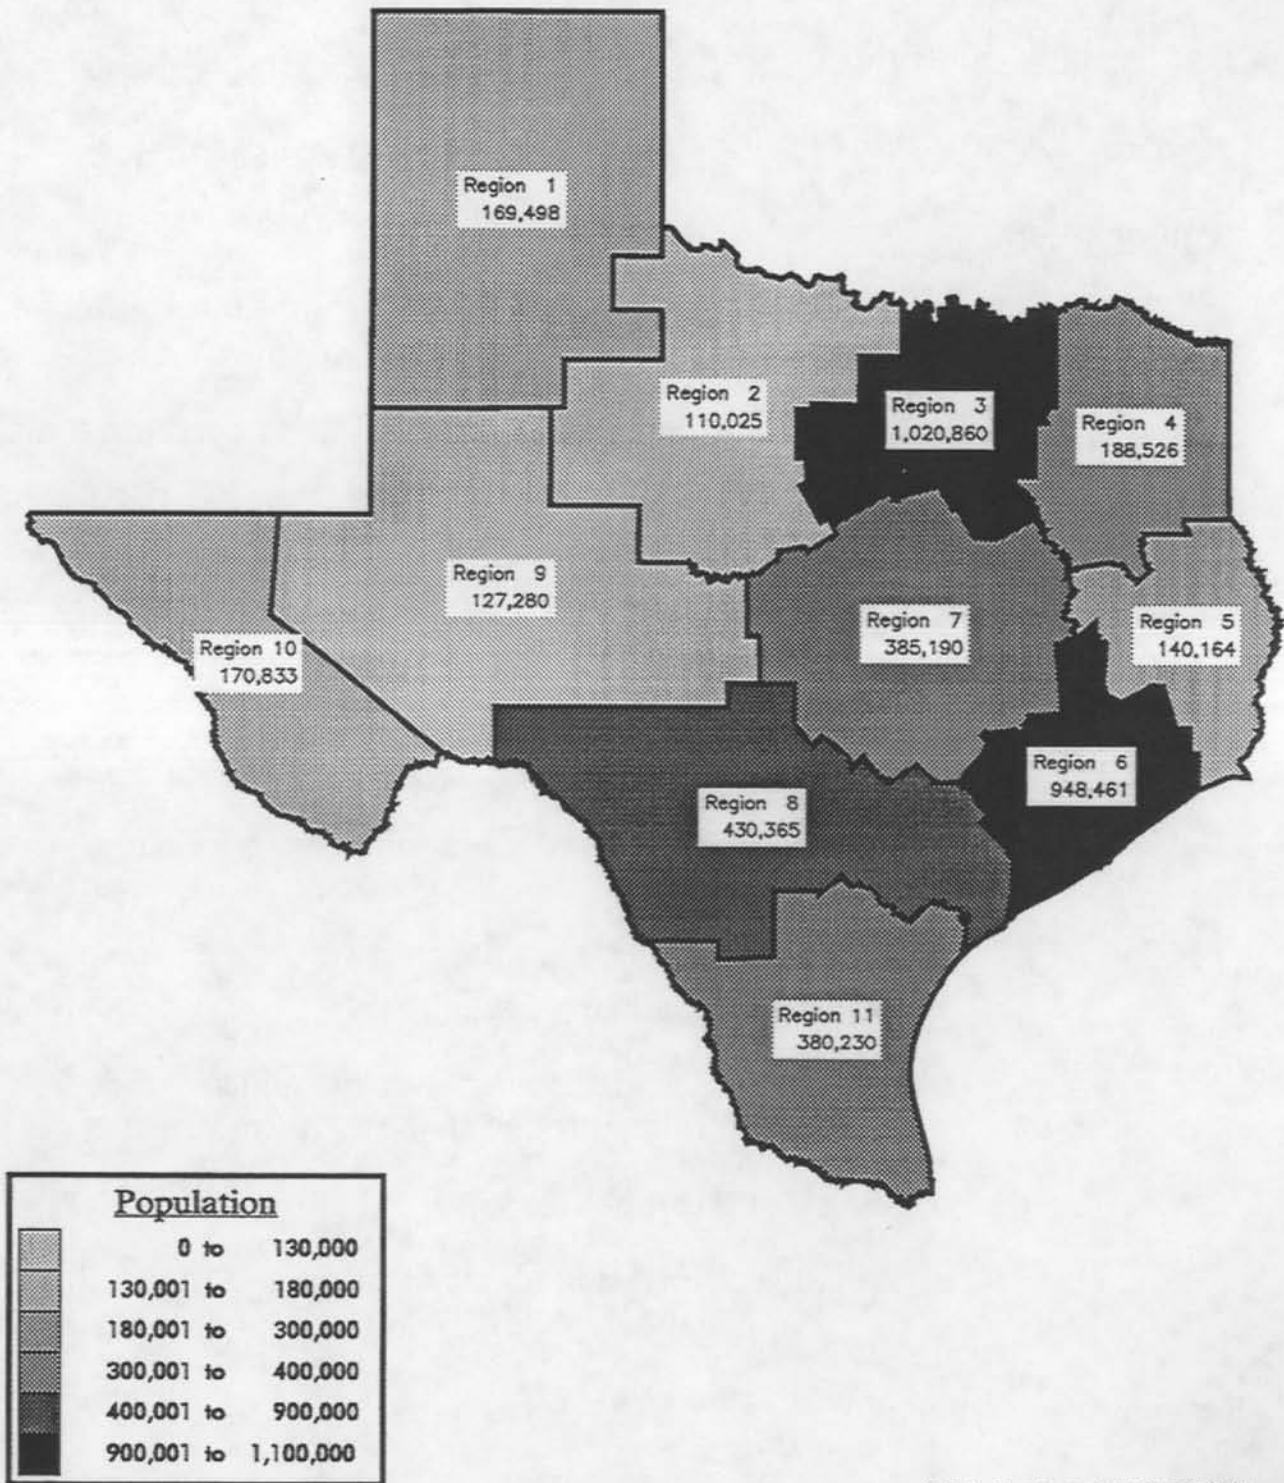 Region 1
169,498
Region 2
110,025
Region 3
1,020,860
Region 4
188,526
Region 9
127,280
Region 7
385,190
Region 5
140,164
Region 10
170,833
Region 6
948,461
Region 8
430,365
Region 11
380,230
Population
0 to 130,000
130,001 to 180,000
180,001 to 300,000
300,001 to 400,000
400,001 to 900,000
900,001 to 1,100,000